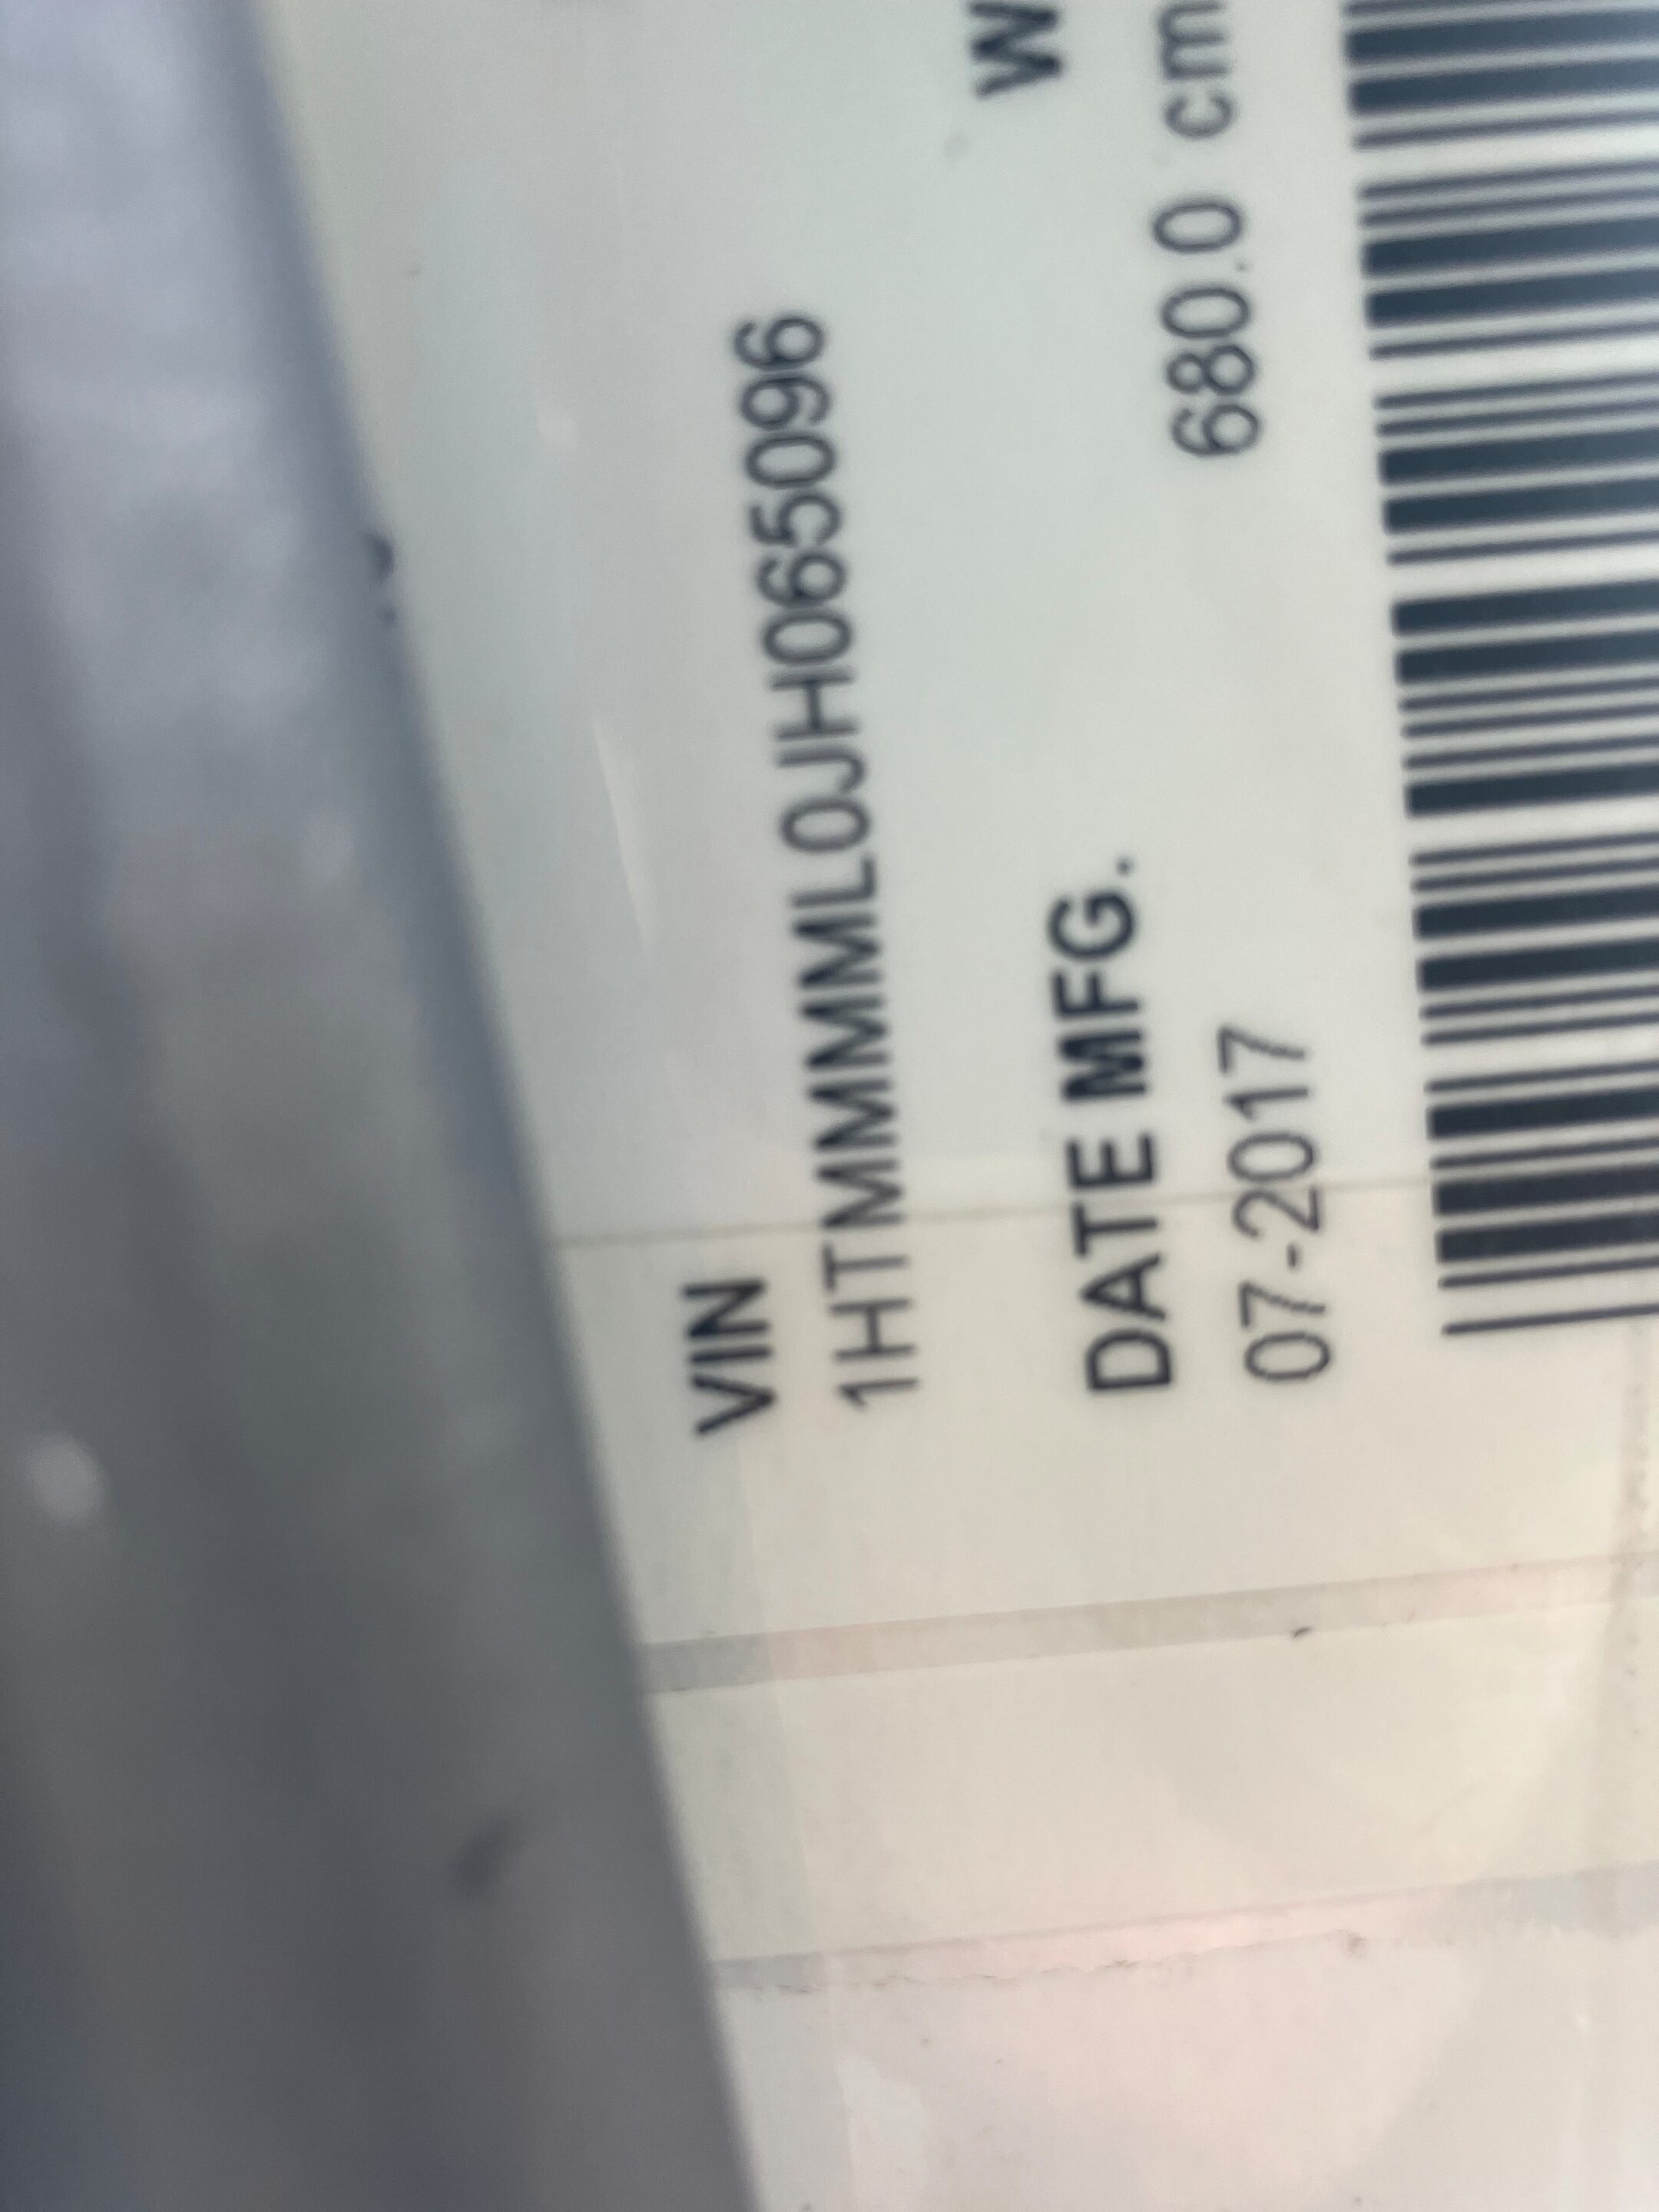 VIN
1HTMMMML0JH065096
DATE MFG.
07-2017
W
680.0 cm